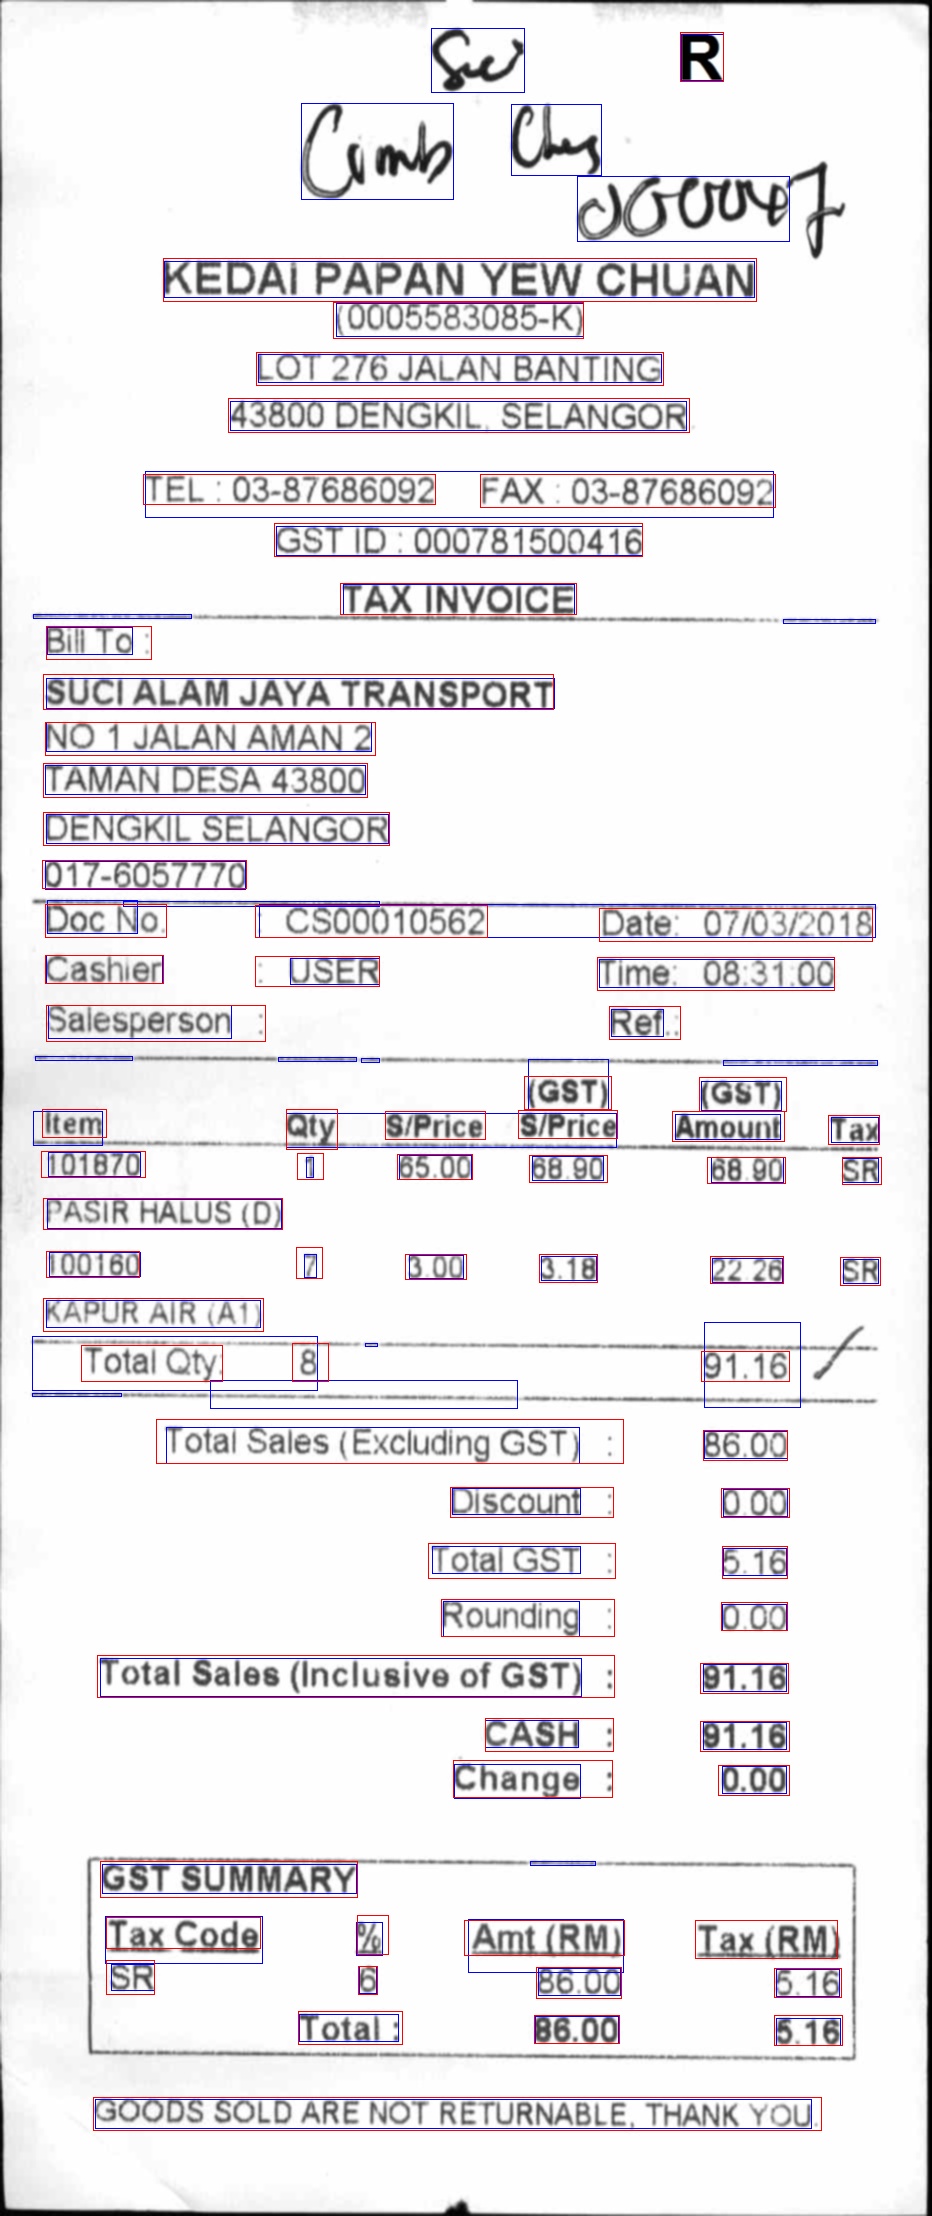 Suci R
Cimb Ches
000047
KEDAI PAPAN YEW CHUAN
(0005583085-K)
LOT 276 JALAN BANTING
43800 DENGKIL, SELANGOR.
TEL : 03-87686092 FAX : 03-87686092
GST ID : 000781500416
TAX INVOICE
Bill To :
SUCI ALAM JAYA TRANSPORT
NO 1 JALAN AMAN 2
TAMAN DESA 43800
DENGKIL SELANGOR
017-6057770
Doc No. : CS00010562 Date: 07/03/2018
Cashier : USER Time: 08:31:00
Salesperson : Ref.:
(GST) (GST)
Item Qty S/Price S/Price Amount Tax
101870 1 65.00 68.90 68.90 SR
PASIR HALUS (D)
100160 7 3.00 3.18 22.26 SR
KAPUR AIR (A1)
Total Qty: 8 91.16
Total Sales (Excluding GST) : 86.00
Discount : 0.00
Total GST : 5.16
Rounding : 0.00
Total Sales (Inclusive of GST) : 91.16
CASH : 91.16
Change : 0.00
GST SUMMARY
Tax Code % Amt (RM) Tax (RM)
SR 6 86.00 5.16
Total : 86.00 5.16
GOODS SOLD ARE NOT RETURNABLE, THANK YOU.